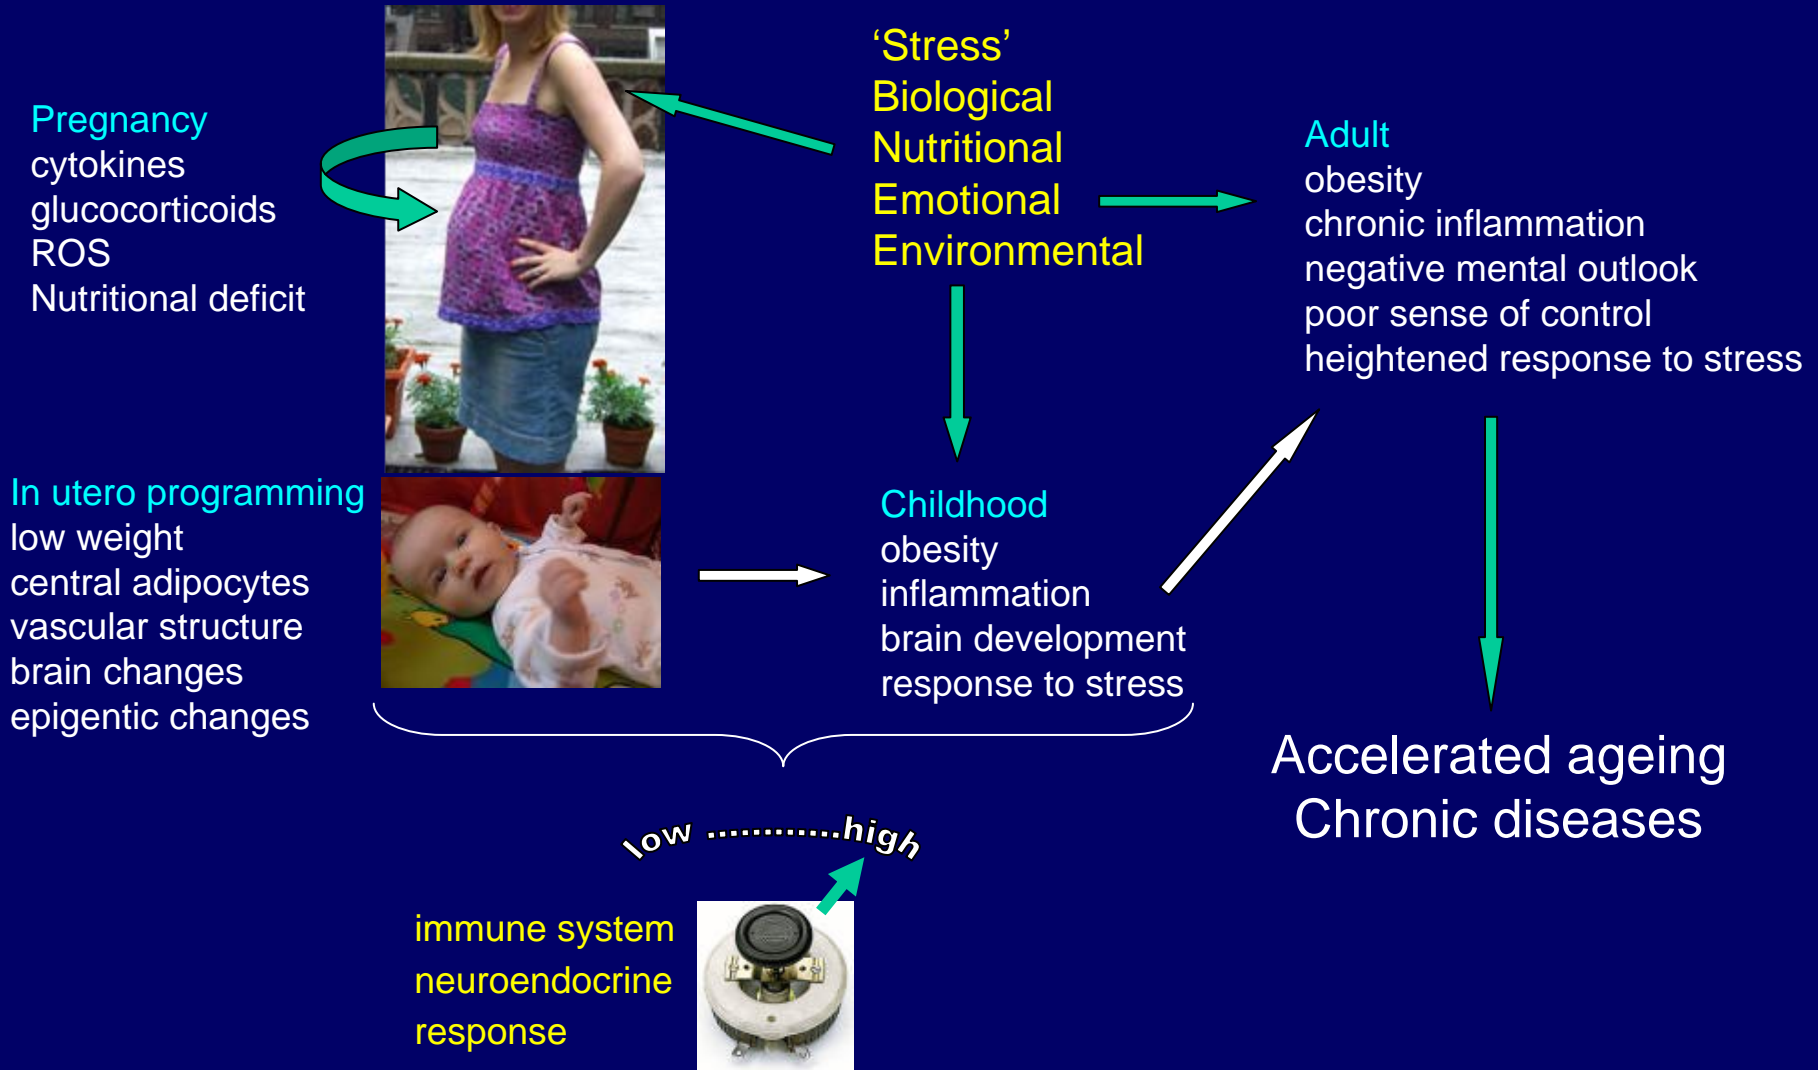 Pregnancy
cytokines
glucocorticoids
ROS
Nutritional deficit
‘Stress’
Biological
Nutritional
Emotional
Environmental
Adult
obesity
chronic inflammation
negative mental outlook
poor sense of control
heightened response to stress
In utero programming
low weight
central adipocytes
vascular structure
brain changes
epigentic changes
Childhood
obesity
inflammation
brain development
response to stress
Accelerated ageing
Chronic diseases
low ............high
immune system
neuroendocrine
response